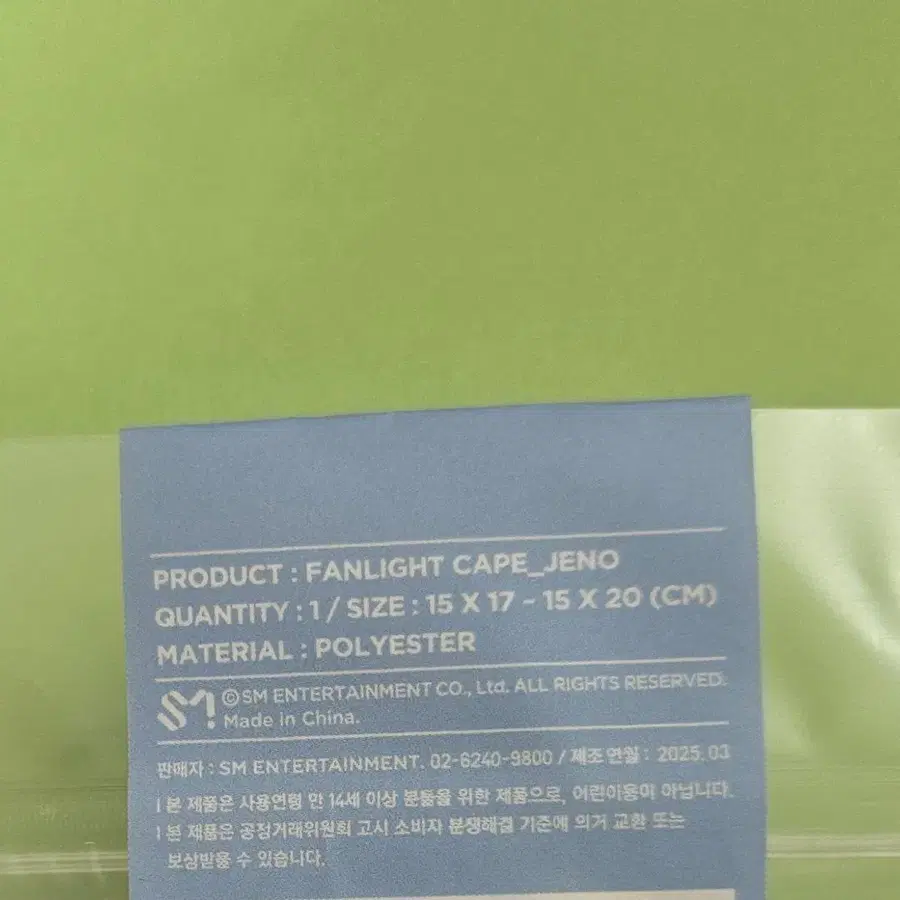 PRODUCT : FANLIGHT CAPE_JENO
QUANTITY : 1 / SIZE : 15 X 17 ~ 15 X 20 (CM)
MATERIAL : POLYESTER
SM ©SM ENTERTAINMENT CO., Ltd. ALL RIGHTS RESERVED.
Made in China.
판매자 : SM ENTERTAINMENT. 02-6240-9800 / 제조 연월 : 2025.03
| 본 제품은 사용연령 만 14세 이상 분들을 위한 제품으로, 어린이용이 아닙니다.
| 본 제품은 공정거래위원회 고시 소비자 분쟁해결 기준에 의거 교환 또는
보상받을 수 있습니다.